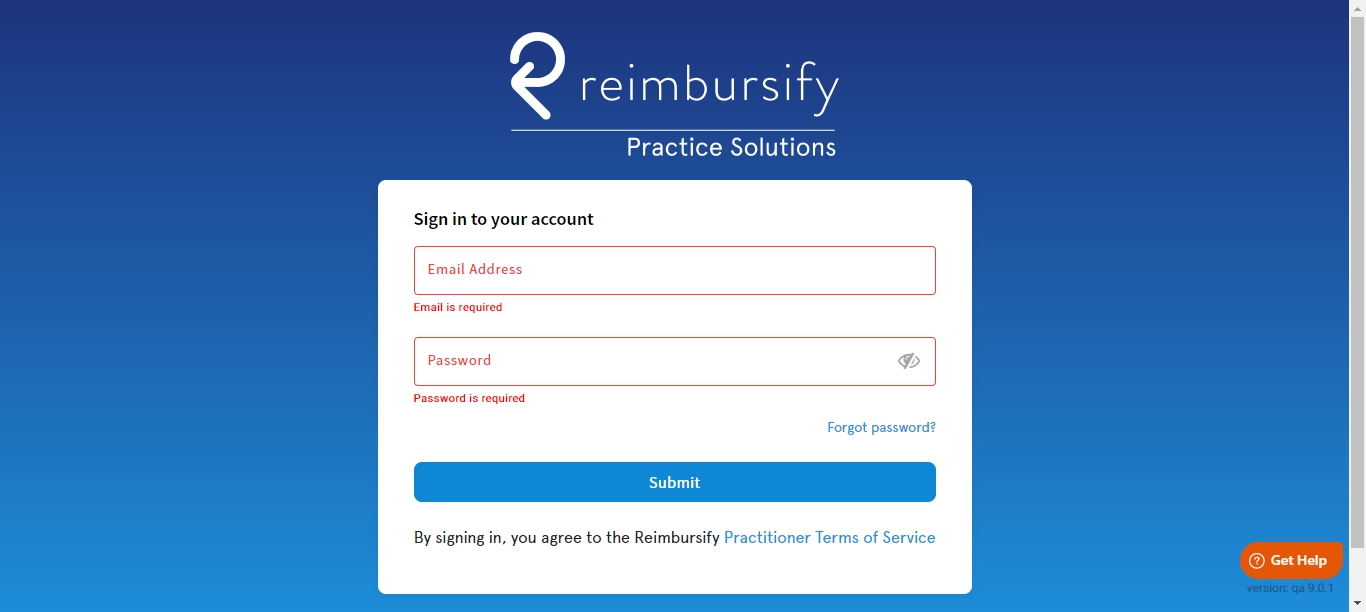 reimbursify
Practice Solutions
Sign in to your account
Email Address
Email is required
Password
Password is required
Forgot password?
Submit
By signing in, you agree to the Reimbursify Practitioner Terms of Service
Get Help
version: qa 9.0.1